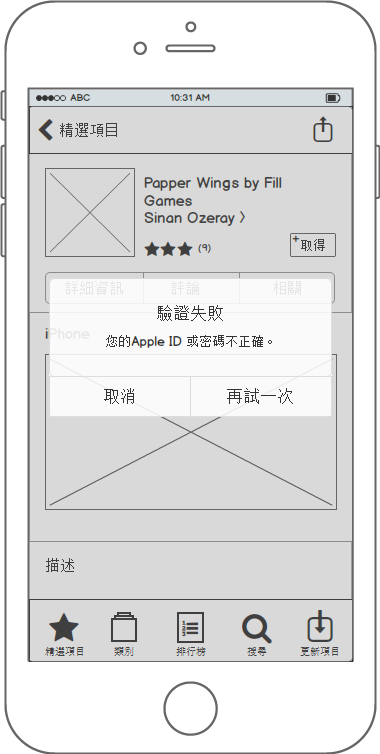 ABC 10:31 AM
精選項目
Papper Wings by Fill
Games
Sinan Ozeray
(9)
+取得
詳細資訊 評論 相關
iPhone
驗證失敗
您的Apple ID 或密碼不正確。
取消 再試一次
描述
精選項目 類別 排行榜 搜尋 更新項目